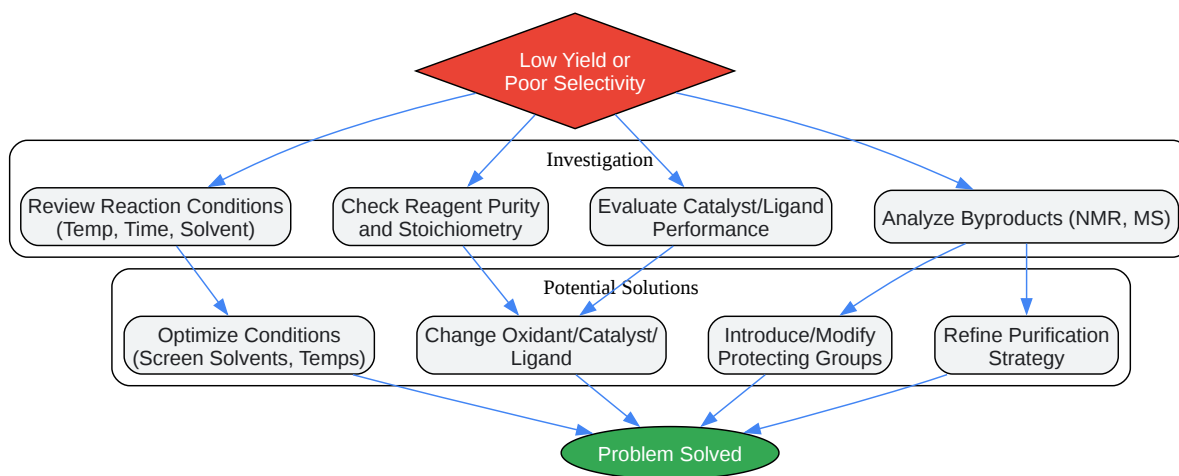 Low Yield or
Poor Selectivity
Investigation
Review Reaction Conditions
(Temp, Time, Solvent)
Check Reagent Purity
and Stoichiometry
Evaluate Catalyst/Ligand
Performance
Analyze Byproducts (NMR, MS)
Potential Solutions
Optimize Conditions
(Screen Solvents, Temps)
Change Oxidant/Catalyst/
Ligand
Introduce/Modify
Protecting Groups
Refine Purification
Strategy
Problem Solved